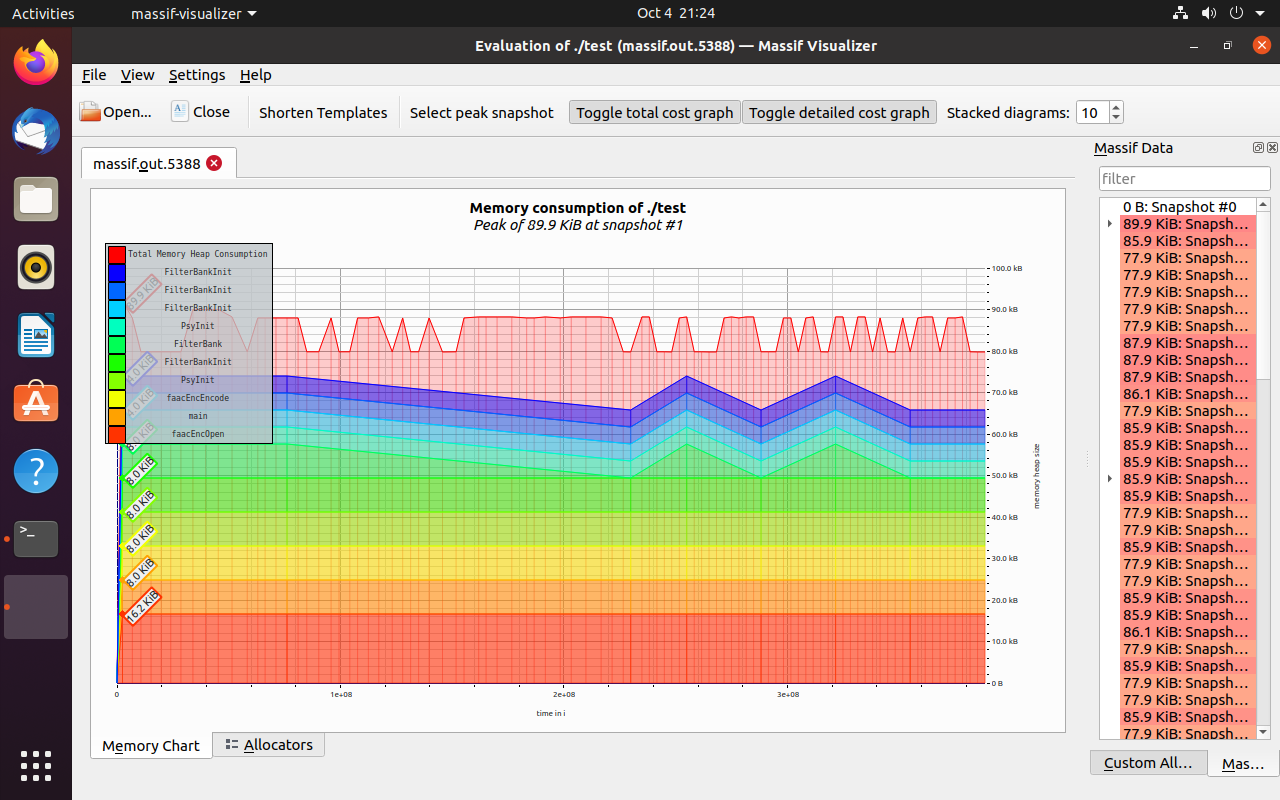 Activities
massif-visualizer
Oct 4 21:24
Evaluation of ./test (massif.out.5388) — Massif Visualizer
File View Settings Help
Open... Close Shorten Templates Select peak snapshot Toggle total cost graph Toggle detailed cost graph Stacked diagrams: 10
massif.out.5388
Memory consumption of ./test
Peak of 89.9 KiB at snapshot #1
Total Memory Heap Consumption
FilterBankInit
FilterBankInit
FilterBankInit
PsyInit
FilterBank
FilterBankInit
PsyInit
faacEncEncode
main
faacEncOpen
89.9 KiB
4.0 KiB
4.0 KiB
8.0 KiB
8.0 KiB
8.0 KiB
8.0 KiB
8.0 KiB
16.2 KiB
100.0 kB
90.0 kB
80.0 kB
70.0 kB
60.0 kB
50.0 kB
40.0 kB
30.0 kB
20.0 kB
10.0 kB
0 B
memory heap size
0 1e+08 2e+08 3e+08
time in i
Memory Chart
Allocators
Massif Data
filter
0 B: Snapshot #0
89.9 KiB: Snapsh...
85.9 KiB: Snapsh...
77.9 KiB: Snapsh...
77.9 KiB: Snapsh...
77.9 KiB: Snapsh...
77.9 KiB: Snapsh...
77.9 KiB: Snapsh...
87.9 KiB: Snapsh...
87.9 KiB: Snapsh...
87.9 KiB: Snapsh...
86.1 KiB: Snapsh...
77.9 KiB: Snapsh...
85.9 KiB: Snapsh...
85.9 KiB: Snapsh...
85.9 KiB: Snapsh...
85.9 KiB: Snapsh...
85.9 KiB: Snapsh...
77.9 KiB: Snapsh...
77.9 KiB: Snapsh...
85.9 KiB: Snapsh...
77.9 KiB: Snapsh...
77.9 KiB: Snapsh...
85.9 KiB: Snapsh...
85.9 KiB: Snapsh...
86.1 KiB: Snapsh...
77.9 KiB: Snapsh...
85.9 KiB: Snapsh...
77.9 KiB: Snapsh...
77.9 KiB: Snapsh...
85.9 KiB: Snapsh...
77.9 KiB: Snapsh...
Custom All...
Mas...